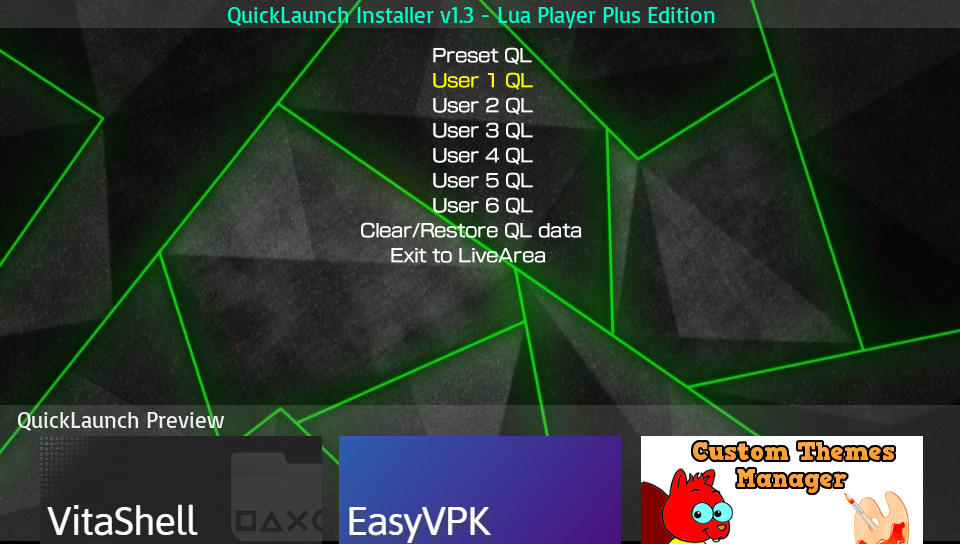 QuickLaunch Installer v1.3 - Lua Player Plus Edition
Preset QL
User 1 QL
User 2 QL
User 3 QL
User 4 QL
User 5 QL
User 6 QL
Clear/Restore QL data
Exit to LiveArea
QuickLaunch Preview
VitaShell
EasyVPK
Custom Themes
Manager